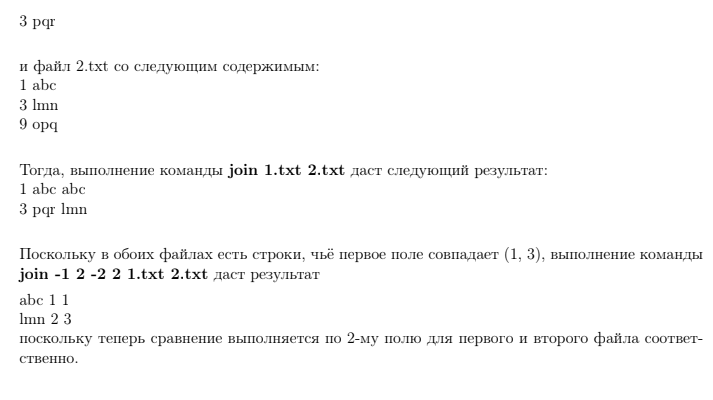 3 pqr
и файл 2.txt со следующим содержимым:
1 abc
3 lmn
9 opq
Тогда, выполнение команды join 1.txt 2.txt даст следующий результат:
1 abc abc
3 pqr lmn
Поскольку в обоих файлах есть строки, чьё первое поле совпадает (1, 3), выполнение команды
join -1 2 -2 2 1.txt 2.txt даст результат
abc 1 1
lmn 2 3
поскольку теперь сравнение выполняется по 2-му полю для первого и второго файла соответ-
ственно.